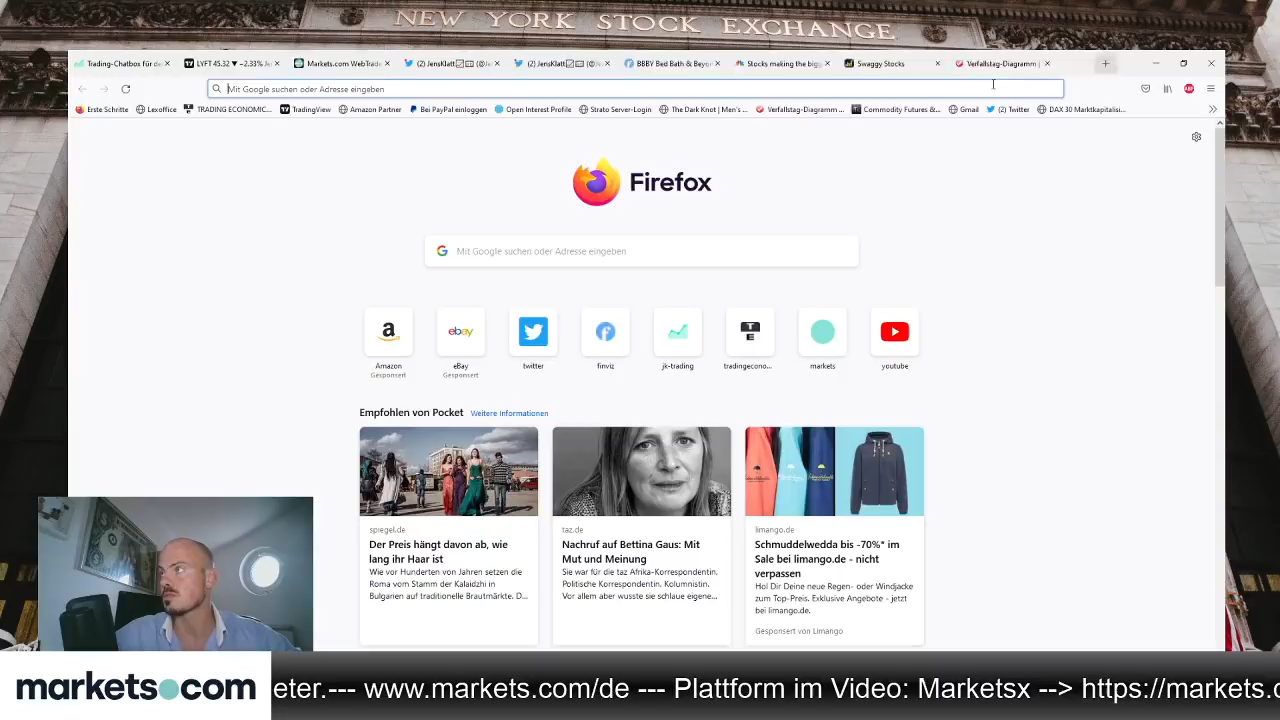 NEW YORK STOCK EXCHANGE
Trading-Chatbox für de
LYFT 45.32 ▼ −2.33%
Markets.com WebTrade
(2) JensKlatt
(2) JensKlatt
BBBY Bed Bath & Beyon
Stocks making the bigg
Swaggy Stocks
Verfallstag-Diagramm |
Mit Google suchen oder Adresse eingeben
Erste Schritte
Lexoffice
TRADING ECONOMIC...
TradingView
Amazon Partner
Bei PayPal einloggen
Open Interest Profile
Strato Server-Login
The Dark Knot | Men's ...
Verfallstag-Diagramm ...
Commodity Futures &...
Gmail
(2) Twitter
DAX 30 Marktkapitalisi...
Firefox
Mit Google suchen oder Adresse eingeben
Amazon
Gesponsert
ebay
eBay
Gesponsert
twitter
finviz
jk-trading
TE
tradingecono...
markets
youtube
Empfohlen von Pocket Weitere Informationen
spiegel.de
Der Preis hängt davon ab, wie
lang ihr Haar ist
Wie vor Hunderten von Jahren setzen die
Roma vom Stamm der Kalaidzhi in
Bulgarien auf traditionelle Brautmärkte. D...
taz.de
Nachruf auf Bettina Gaus: Mit
Mut und Meinung
Sie war für die taz Afrika-Korrespondentin.
Politische Korrespondentin. Kolumnistin.
Vor allem aber wusste sie schlaue eigene...
limango.de
Schmuddelwedda bis -70%* im
Sale bei limango.de - nicht
verpassen
Hol Dir Deine neue Regen- oder Windjacke
zum Top-Preis. Exklusive Angebote - jetzt
bei limango.de.
Gesponsert von Limango
markets.com
eter.--- www.markets.com/de --- Plattform im Video: Marketsx --> https://markets.c